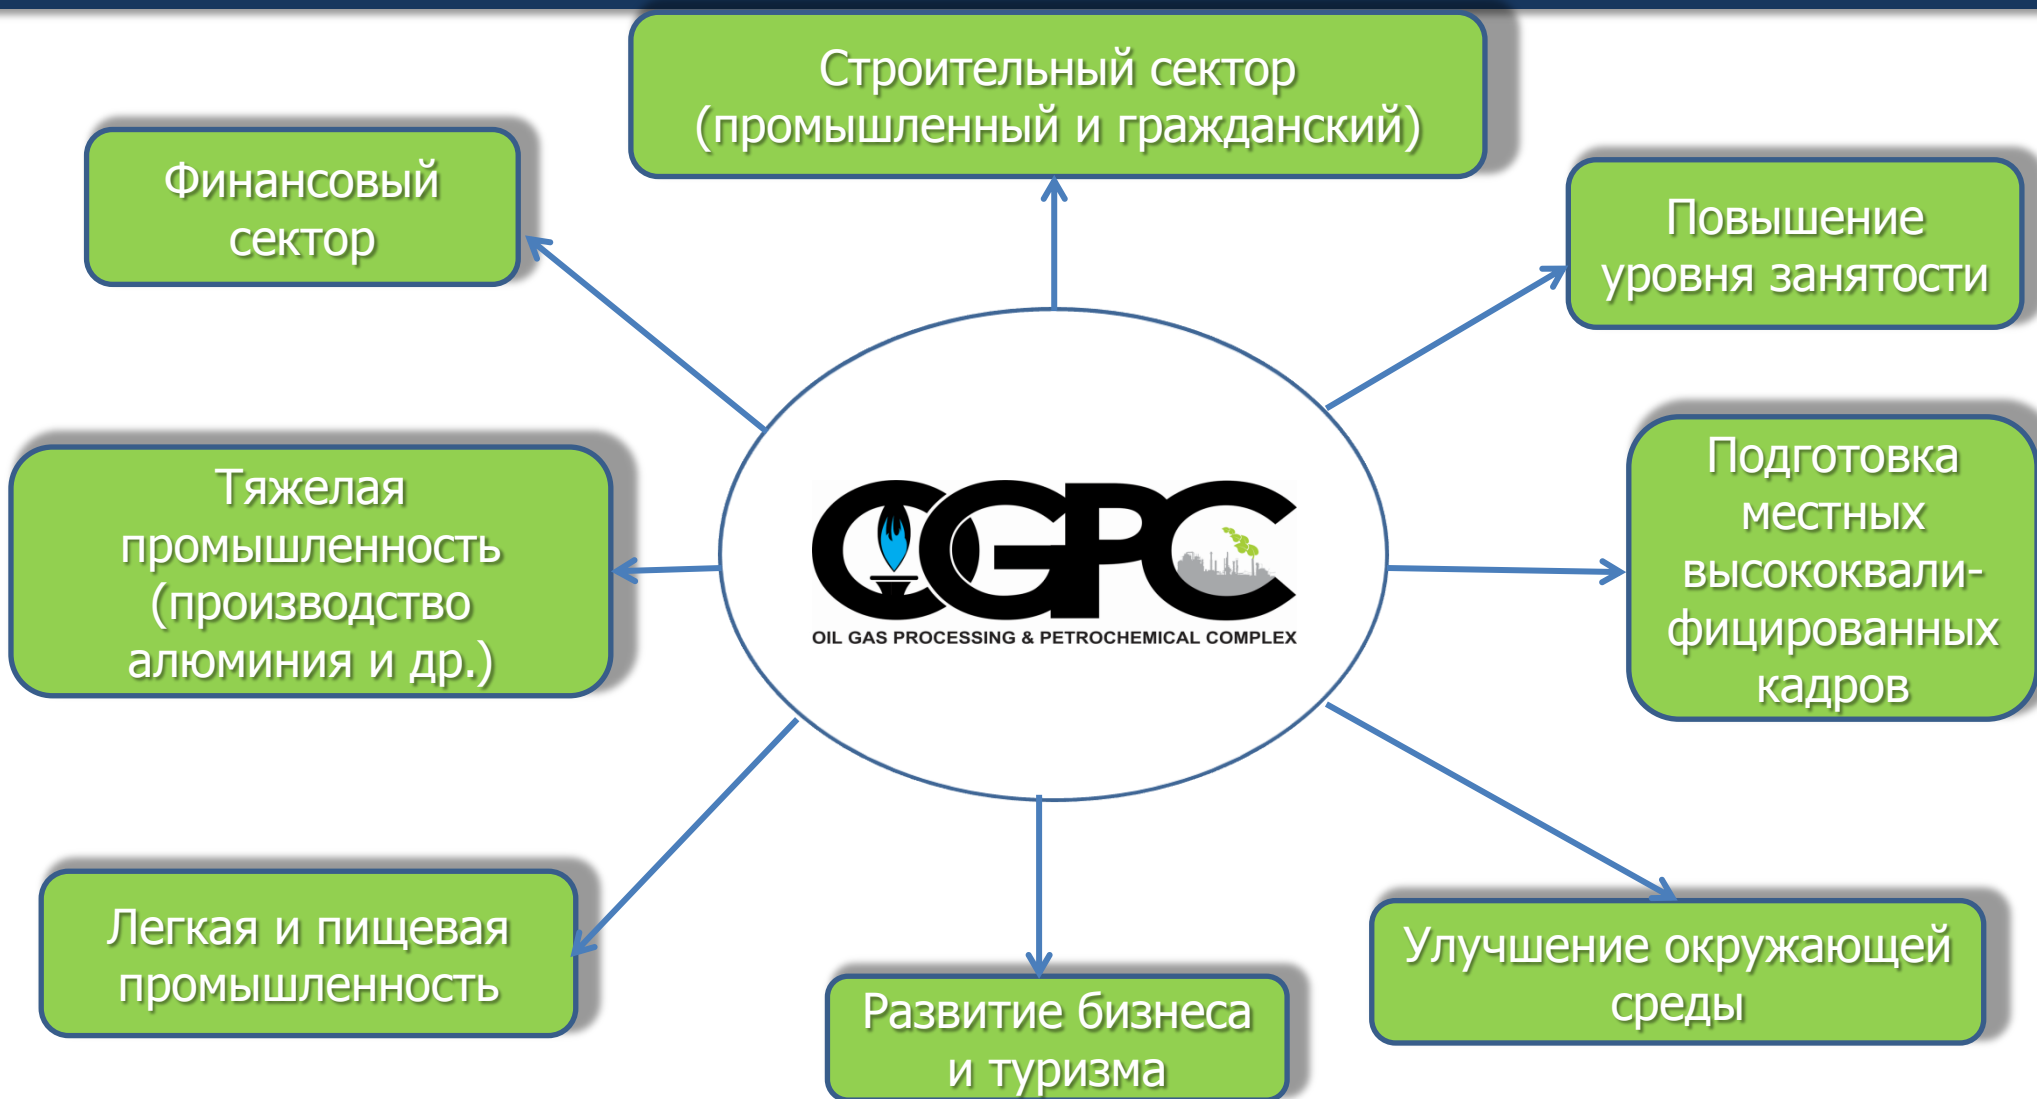 Строительный сектор
(промышленный и гражданский)
Финансовый
сектор
Повышение
уровня занятости
Тяжелая
промышленность
(производство
алюминия и др.)
OGPC
OIL GAS PROCESSING & PETROCHEMICAL COMPLEX
Подготовка
местных
высококвали-
фицированных
кадров
Легкая и пищевая
промышленность
Развитие бизнеса
и туризма
Улучшение окружающей
среды